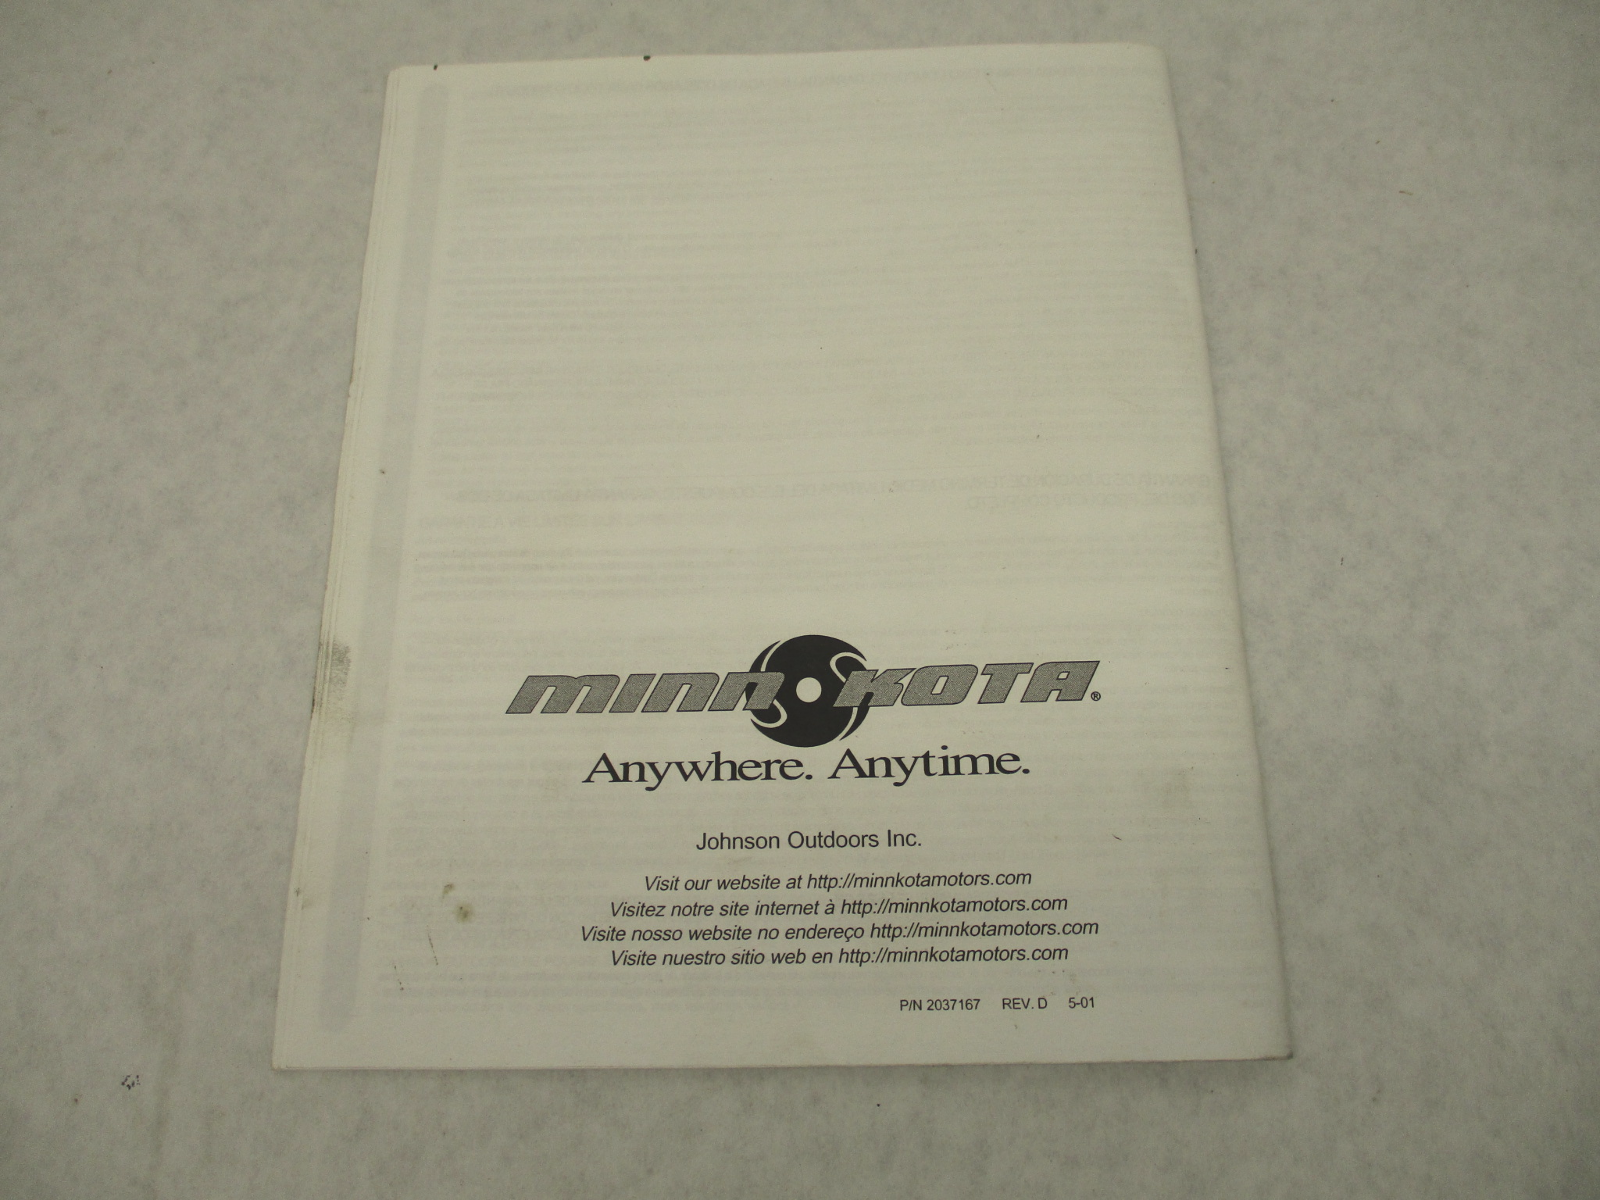 MINN KOTA®
Anywhere. Anytime.
Johnson Outdoors Inc.
Visit our website at http://minnkotamotors.com
Visitez notre site internet à http://minnkotamotors.com
Visite nosso website no endereço http://minnkotamotors.com
Visite nuestro sitio web en http://minnkotamotors.com
P/N 2037167 REV. D 5-01